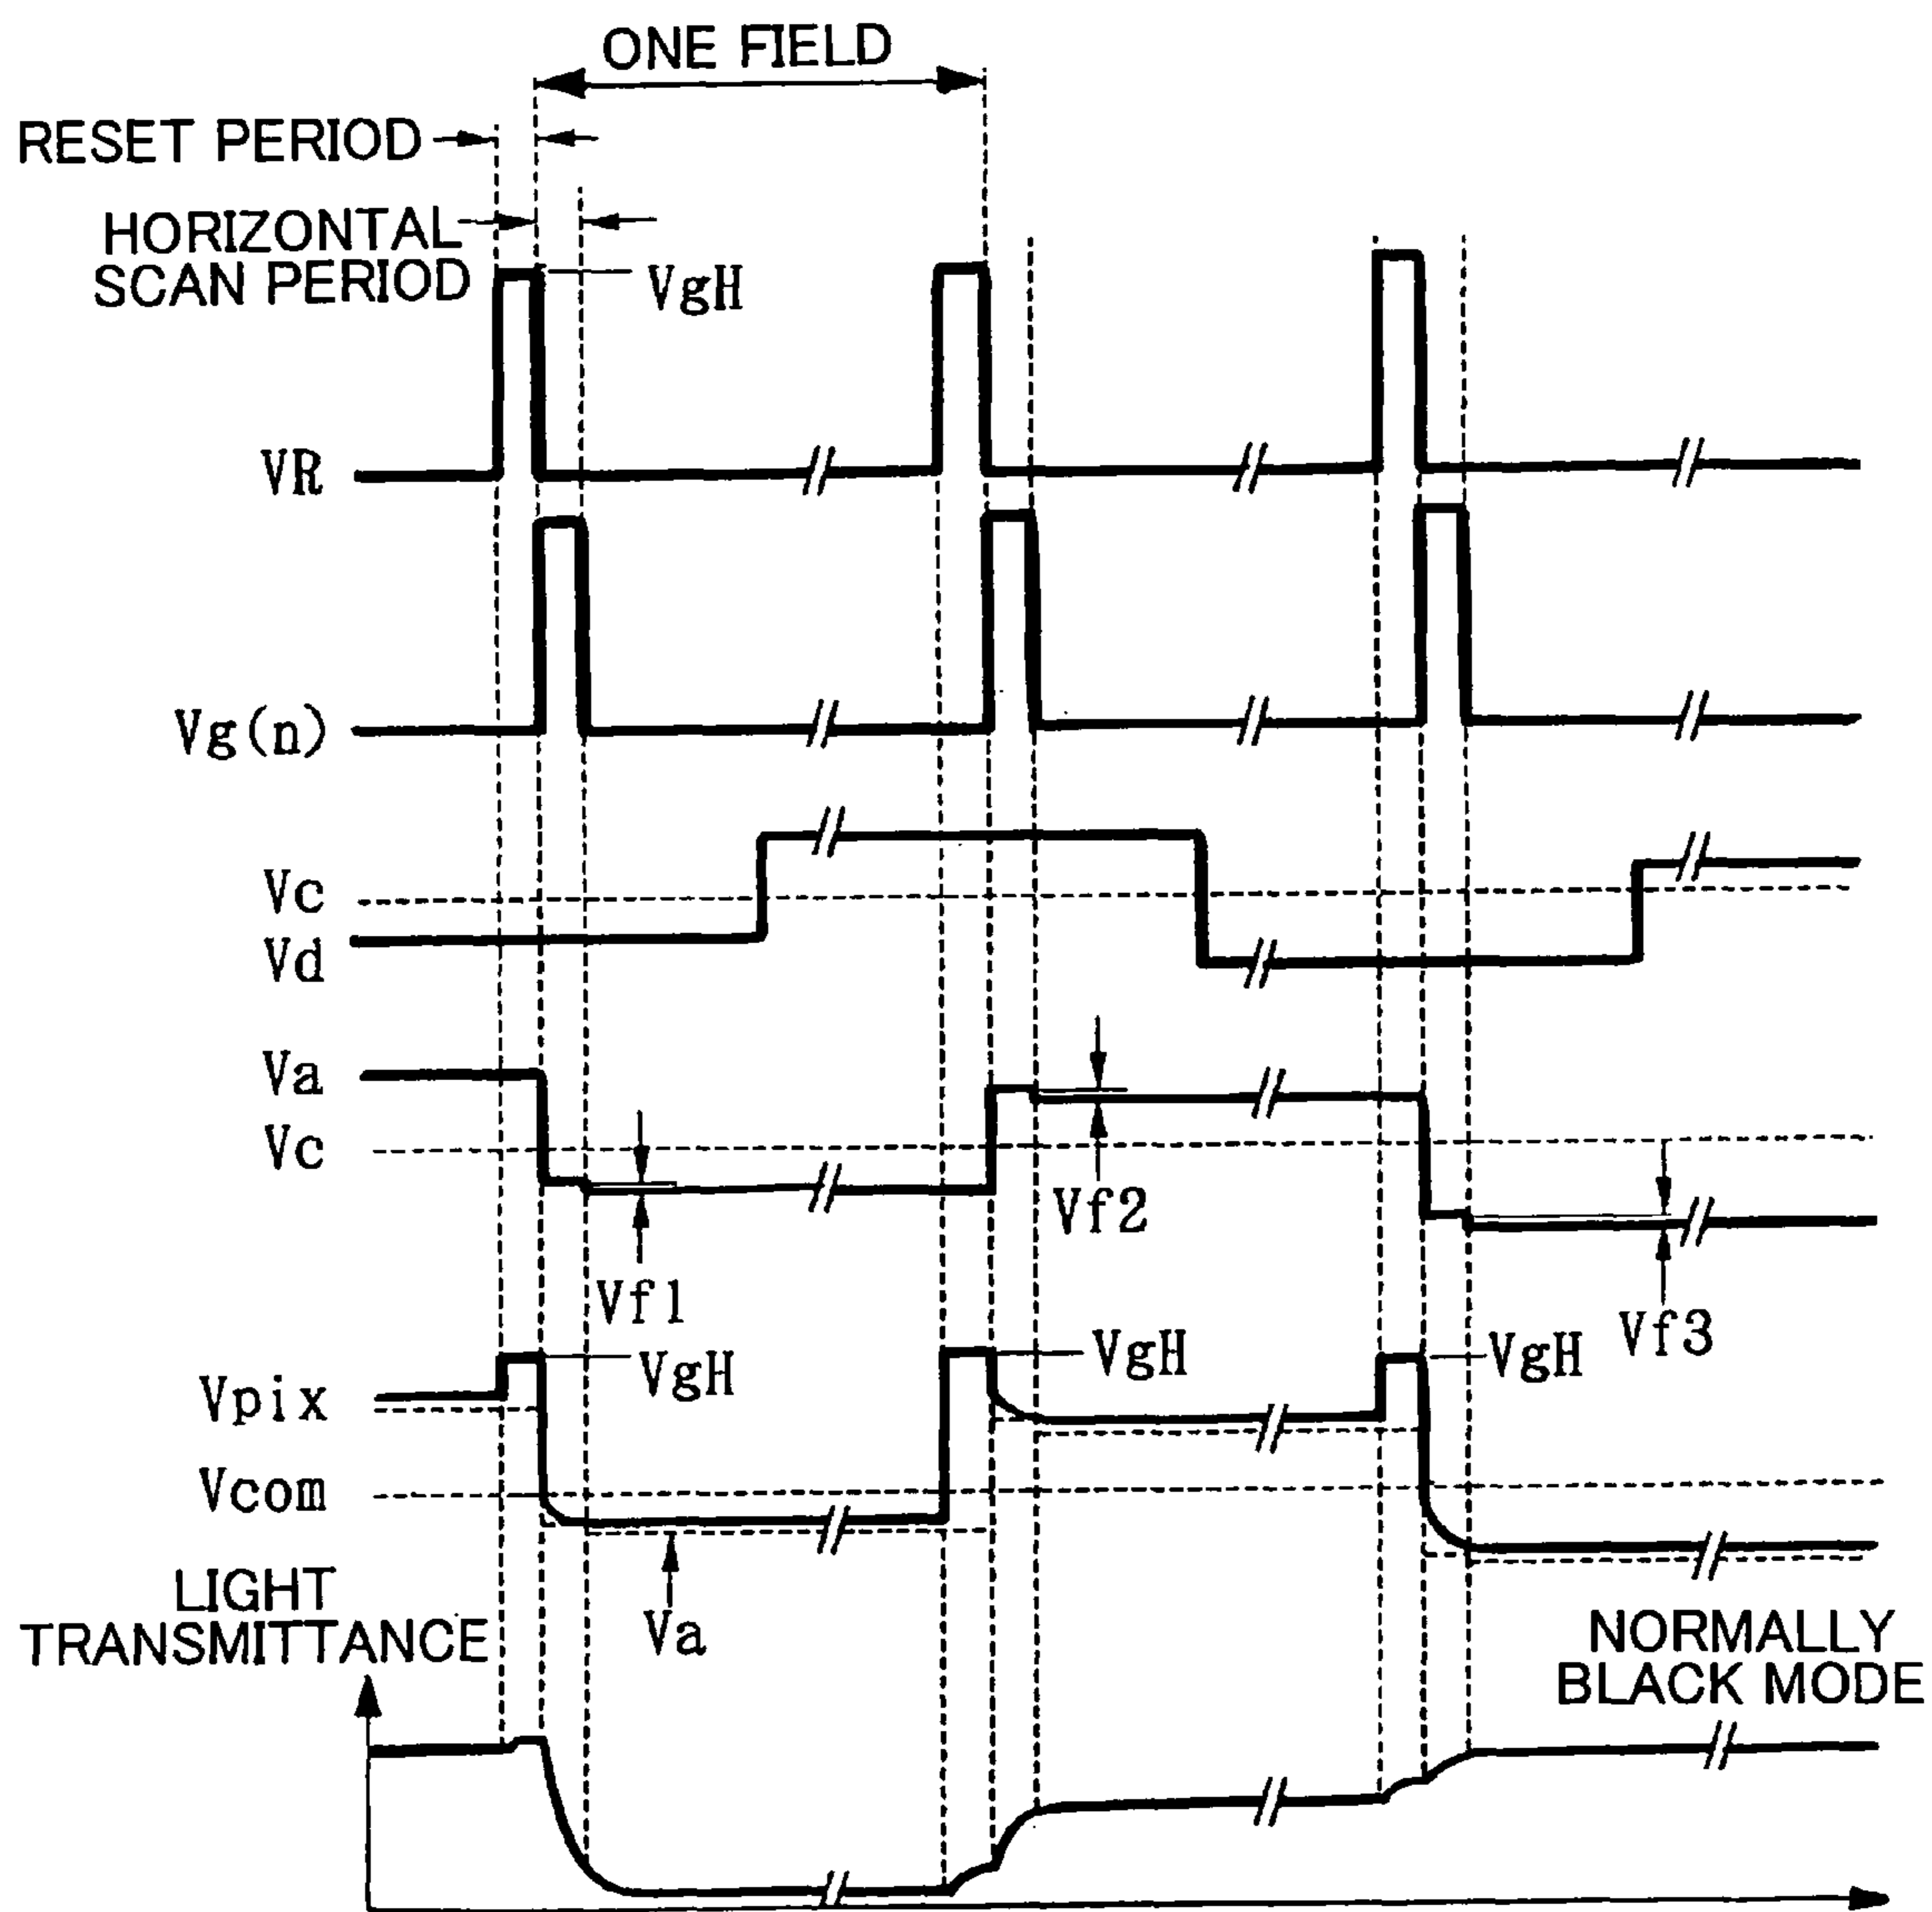 ONE FIELD
RESET PERIOD
HORIZONTAL
SCAN PERIOD
VgH
VR
Vg(n)
Vc
Vd
Va
Vc
Vf2
Vf1
Vf3
VgH
VgH
VgH
Vpix
Vcom
Va
LIGHT
TRANSMITTANCE
NORMALLY
BLACK MODE